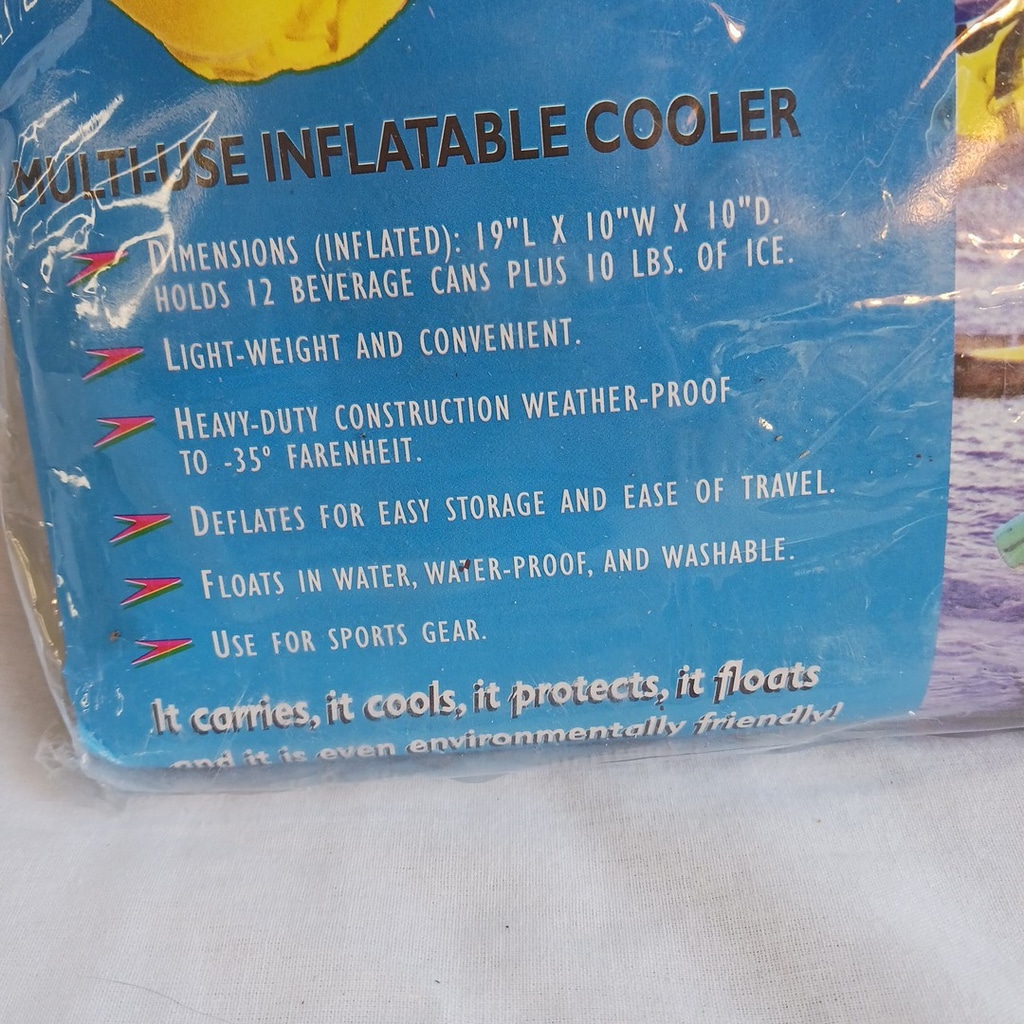 MULTI-USE INFLATABLE COOLER
DIMENSIONS (INFLATED): 19"L X 10"W X 10"D.
HOLDS 12 BEVERAGE CANS PLUS 10 LBS. OF ICE.
LIGHT-WEIGHT AND CONVENIENT.
HEAVY-DUTY CONSTRUCTION WEATHER-PROOF
TO -35º FARENHEIT.
DEFLATES FOR EASY STORAGE AND EASE OF TRAVEL.
FLOATS IN WATER, WATER-PROOF, AND WASHABLE.
USE FOR SPORTS GEAR.
It carries, it cools, it protects, it floats
and it is even environmentally friendly!